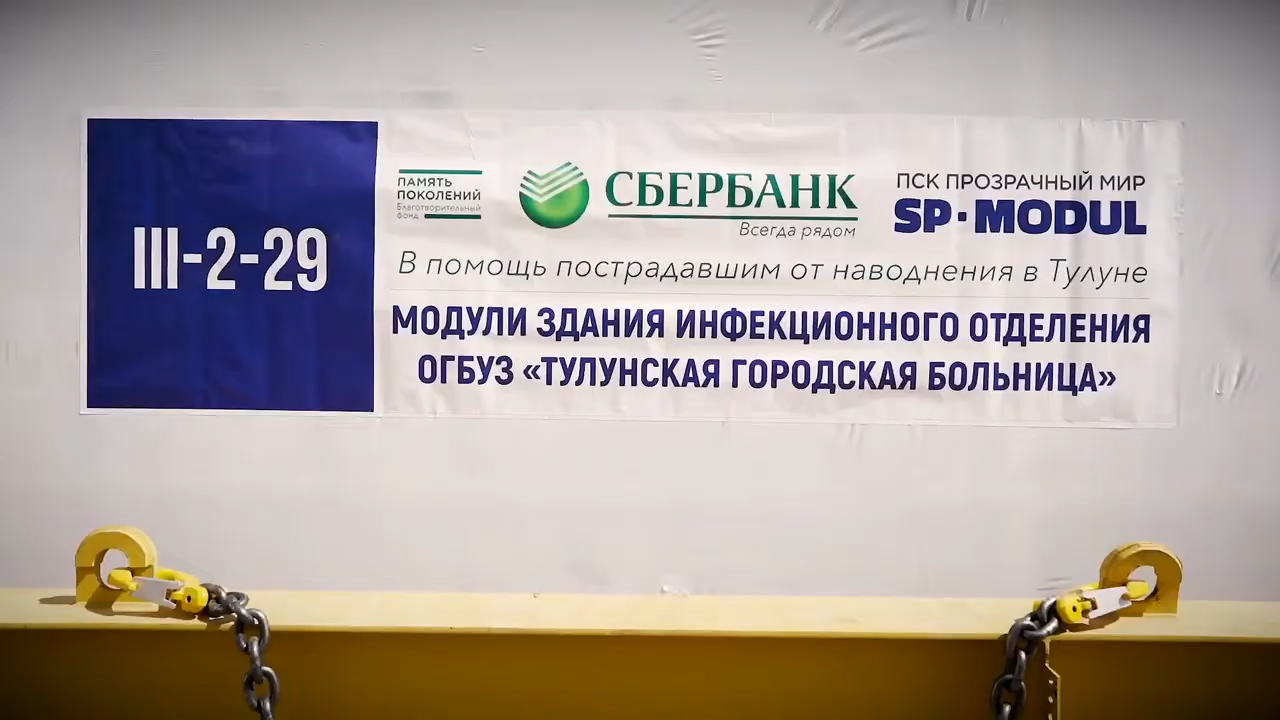 III-2-29
ПАМЯТЬ
ПОКОЛЕНИЙ
Благотворительный
фонд
СБЕРБАНК
Всегда рядом
ПСК ПРОЗРАЧНЫЙ МИР
SP·MODUL
В помощь пострадавшим от наводнения в Тулуне
МОДУЛИ ЗДАНИЯ ИНФЕКЦИОННОГО ОТДЕЛЕНИЯ
ОГБУЗ «ТУЛУНСКАЯ ГОРОДСКАЯ БОЛЬНИЦА»